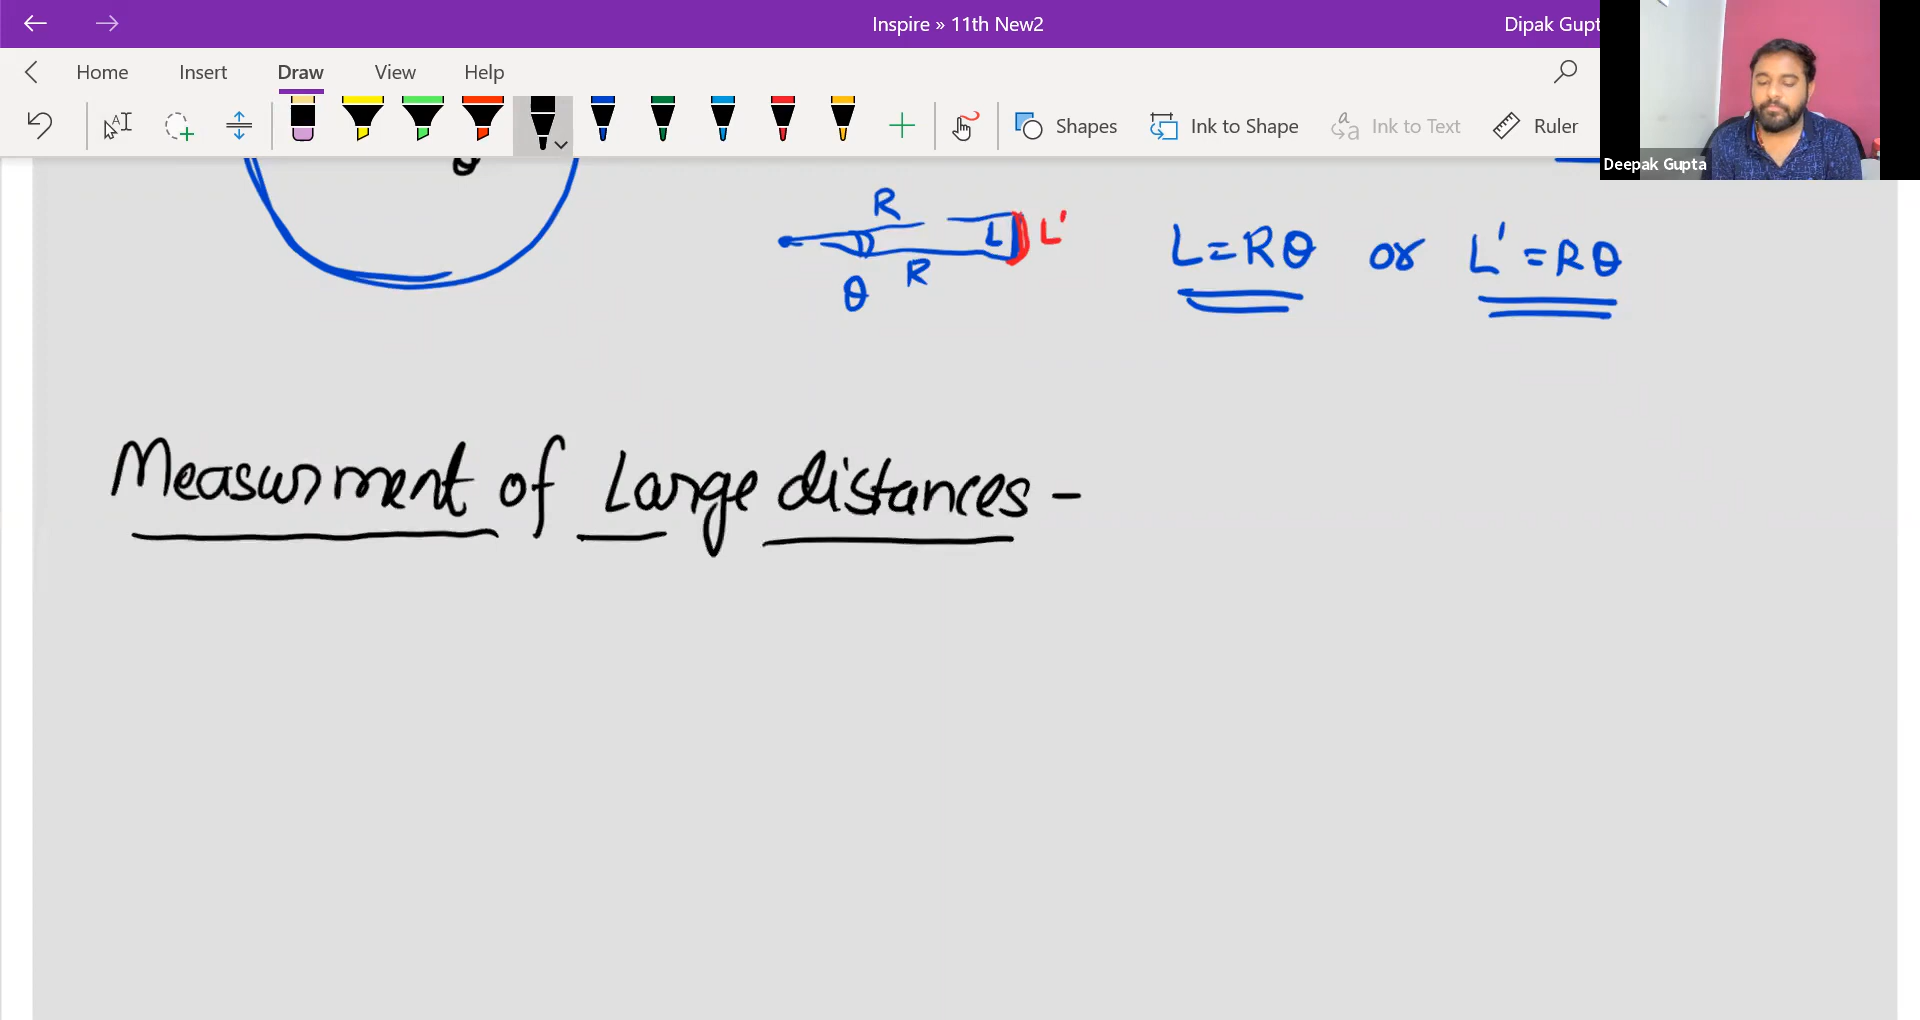 Inspire » 11th New2
Dipak Gupt
Home Insert Draw View Help
Shapes Ink to Shape Ink to Text Ruler
Deepak Gupta
θ
R
L L'
R
θ
L=Rθ or L'=Rθ
Measurment of Large distances -